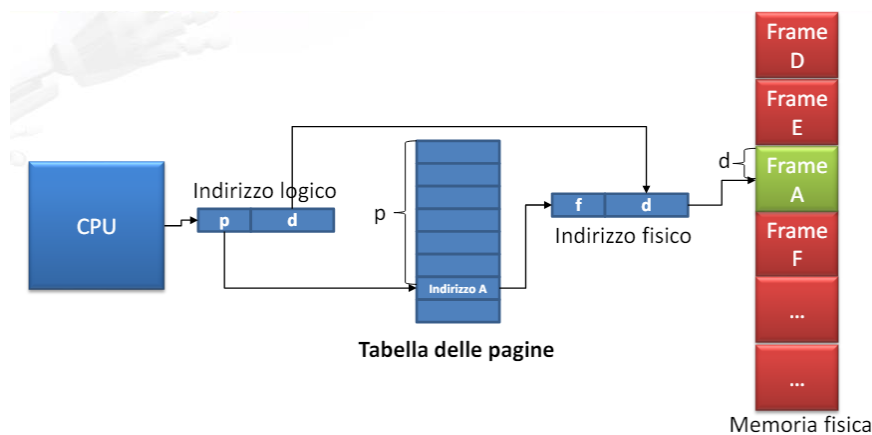 CPU
Indirizzo logico
p d
p
Indirizzo A
Tabella delle pagine
f d
Indirizzo fisico
Frame
D
Frame
E
d
Frame
A
Frame
F
...
...
Memoria fisica